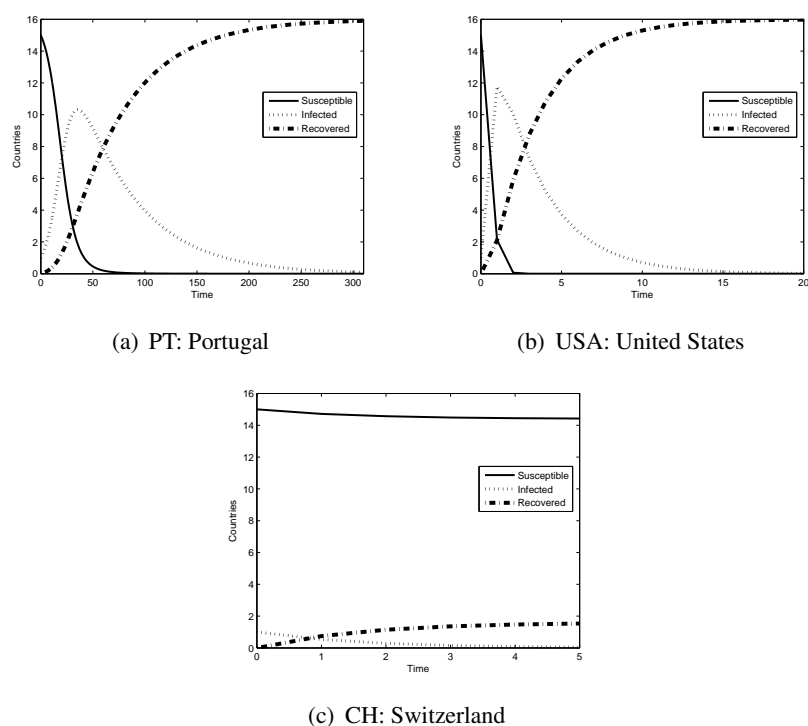 16
14
12
10
8
6
4
2
0
Countries
Susceptible
Infected
Recovered
0 50 100 150 200 250 300
Time
(a) PT: Portugal
16
14
12
10
8
6
4
2
0
Countries
Susceptible
Infected
Recovered
0 5 10 15 20
Time
(b) USA: United States
16
14
12
10
8
6
4
2
0
Countries
Susceptible
Infected
Recovered
0 1 2 3 4 5
Time
(c) CH: Switzerland